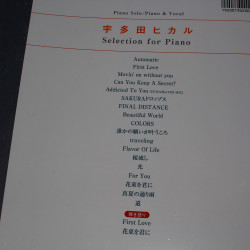 Piano Solo/Piano & Vocal
宇多田ヒカル
Selection for Piano
Automatic
First Love
Movin' on without you
Can You Keep A Secret?
Addicted To You
SAKURAドロップス
FINAL DISTANCE
Beautiful World
COLORS
誰かの願いが叶うころ
traveling
Flavor Of Life
桜流し
光
For You
花束を君に
真夏の通り雨
道
弾き語り
First Love
花束を君に